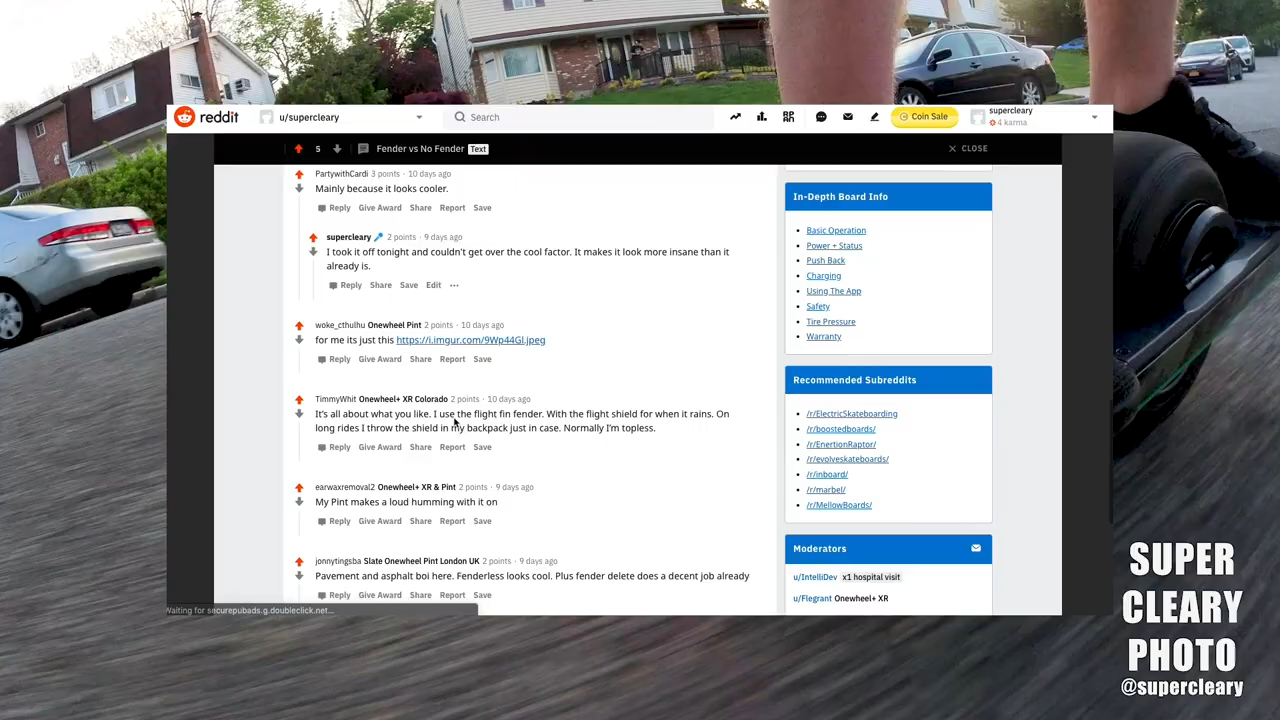 reddit
u/supercleary
Search
Coin Sale
supercleary
4 karma
5
Fender vs No Fender Text
CLOSE
PartywithCardi 3 points · 10 days ago
Mainly because it looks cooler.
Reply Give Award Share Report Save
supercleary 2 points · 9 days ago
I took it off tonight and couldn't get over the cool factor. It makes it look more insane than it
already is.
Reply Share Save Edit ...
woke_cthulhu Onewheel Pint 2 points · 10 days ago
for me its just this https://i.imgur.com/9Wp44Gl.jpeg
Reply Give Award Share Report Save
TimmyWhit Onewheel+ XR Colorado 2 points · 10 days ago
It's all about what you like. I use the flight fin fender. With the flight shield for when it rains. On
long rides I throw the shield in my backpack just in case. Normally I'm topless.
Reply Give Award Share Report Save
earwaxremoval2 Onewheel+ XR & Pint 2 points · 9 days ago
My Pint makes a loud humming with it on
Reply Give Award Share Report Save
jonnytingsba Slate Onewheel Pint London UK 2 points · 9 days ago
Pavement and asphalt boi here. Fenderless looks cool. Plus fender delete does a decent job already
Reply Give Award Share Report Save
Waiting for securepubads.g.doubleclick.net...
In-Depth Board Info
Basic Operation
Power + Status
Push Back
Charging
Using The App
Safety
Tire Pressure
Warranty
Recommended Subreddits
/r/ElectricSkateboarding
/r/boostedboards/
/r/EnertionRaptor/
/r/evolveskateboards/
/r/inboard/
/r/marbel/
/r/MellowBoards/
Moderators
u/IntelliDev x1 hospital visit
u/Flegrant Onewheel+ XR
SUPER
CLEARY
PHOTO
@supercleary